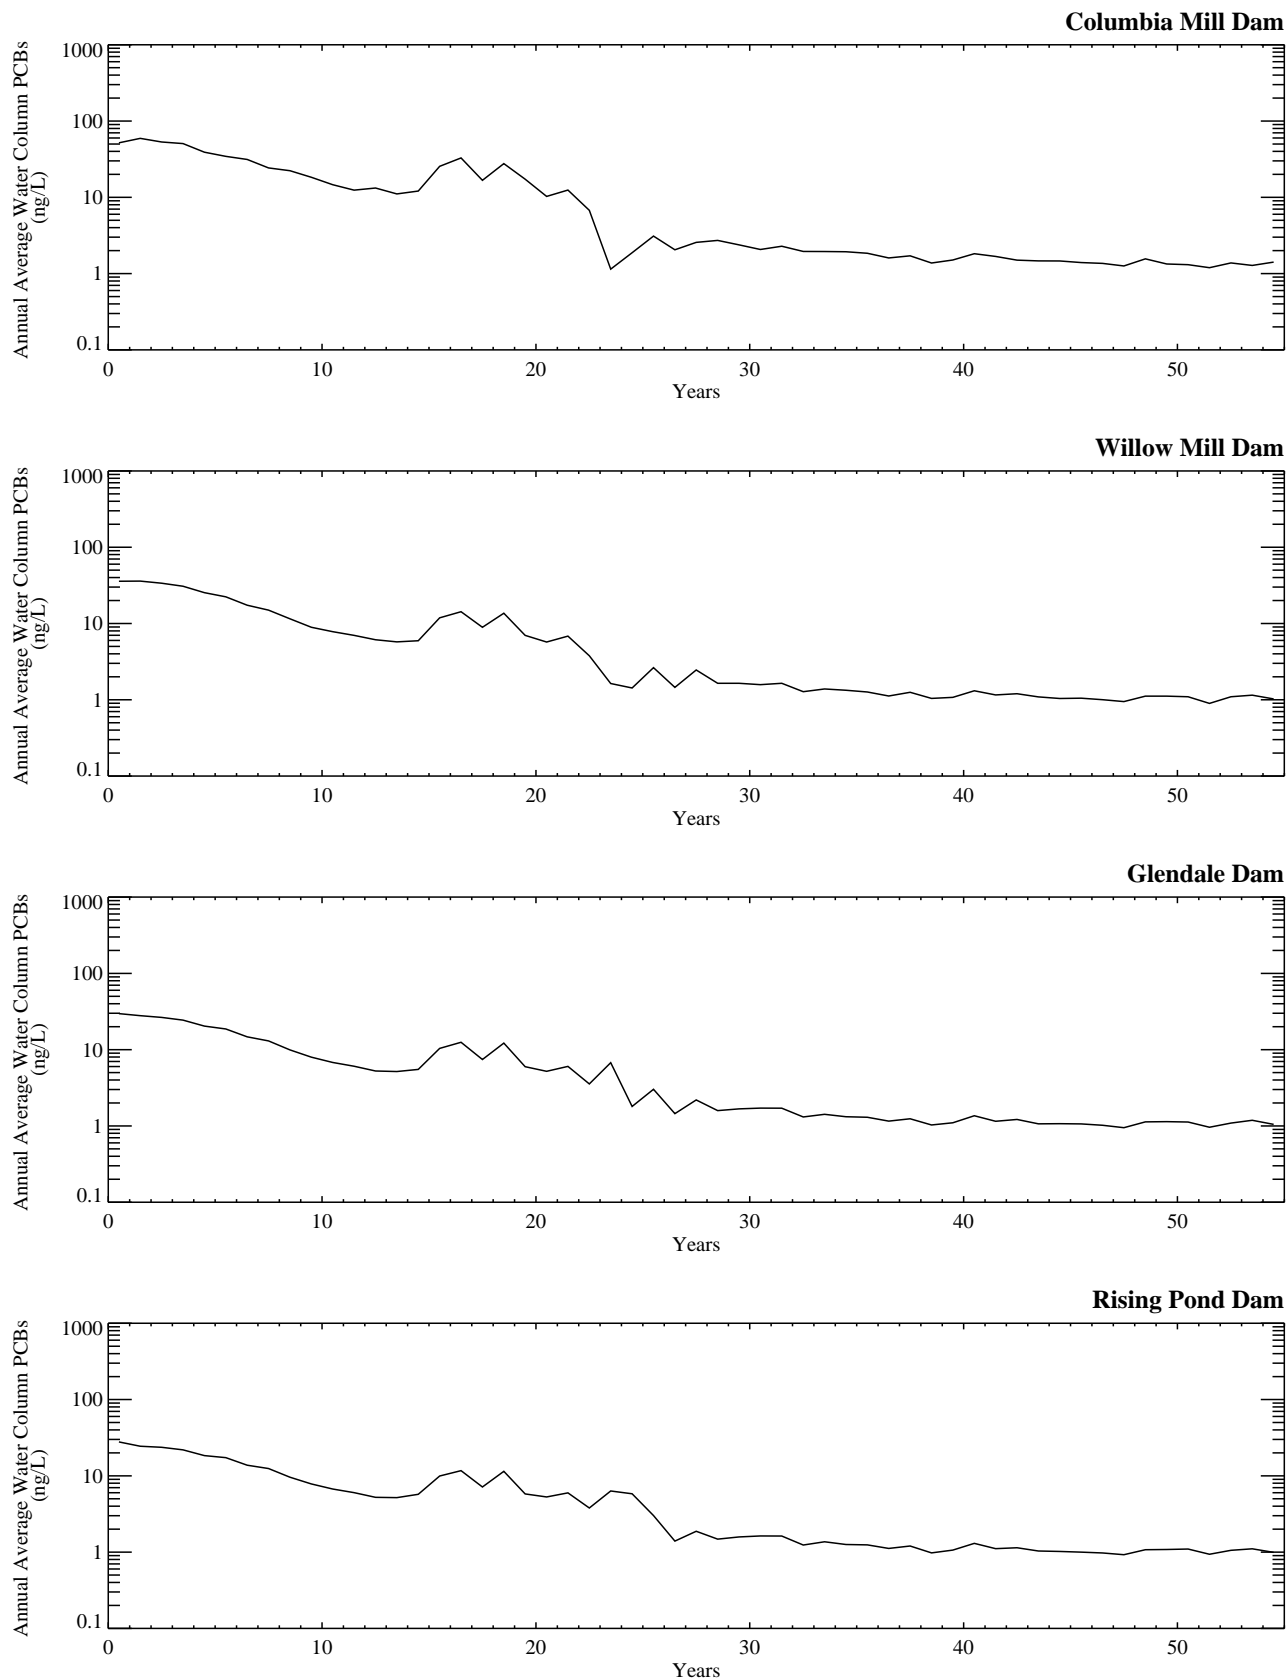 Columbia Mill Dam
Annual Average Water Column PCBs
(ng/L)
1000
100
10
1
0.1
0 10 20 30 40 50
Years
Willow Mill Dam
Annual Average Water Column PCBs
(ng/L)
1000
100
10
1
0.1
0 10 20 30 40 50
Years
Glendale Dam
Annual Average Water Column PCBs
(ng/L)
1000
100
10
1
0.1
0 10 20 30 40 50
Years
Rising Pond Dam
Annual Average Water Column PCBs
(ng/L)
1000
100
10
1
0.1
0 10 20 30 40 50
Years